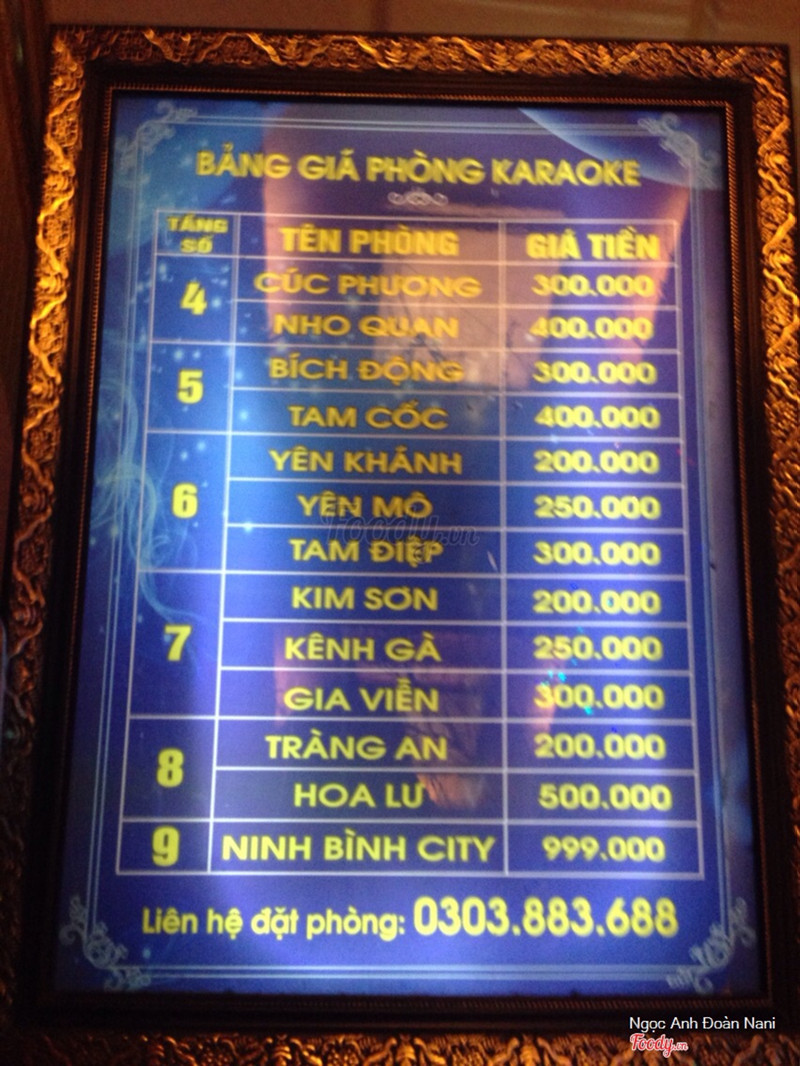 BẢNG GIÁ PHÒNG KARAOKE
TẦNG SỐ TÊN PHÒNG GIÁ TIỀN
4 CÚC PHƯƠNG 300.000
NHO QUAN 400.000
5 BÍCH ĐỘNG 300.000
TAM CỐC 400.000
6 YÊN KHÁNH 200.000
YÊN MÔ 250.000
TAM ĐIỆP 300.000
7 KIM SƠN 200.000
KÊNH GÀ 250.000
GIA VIỄN 300.000
8 TRÀNG AN 200.000
HOA LƯ 500.000
9 NINH BÌNH CITY 999.000
Liên hệ đặt phòng: 0303.883.688
Foody.vn
Ngọc Anh Đoàn Nani
Foody.vn